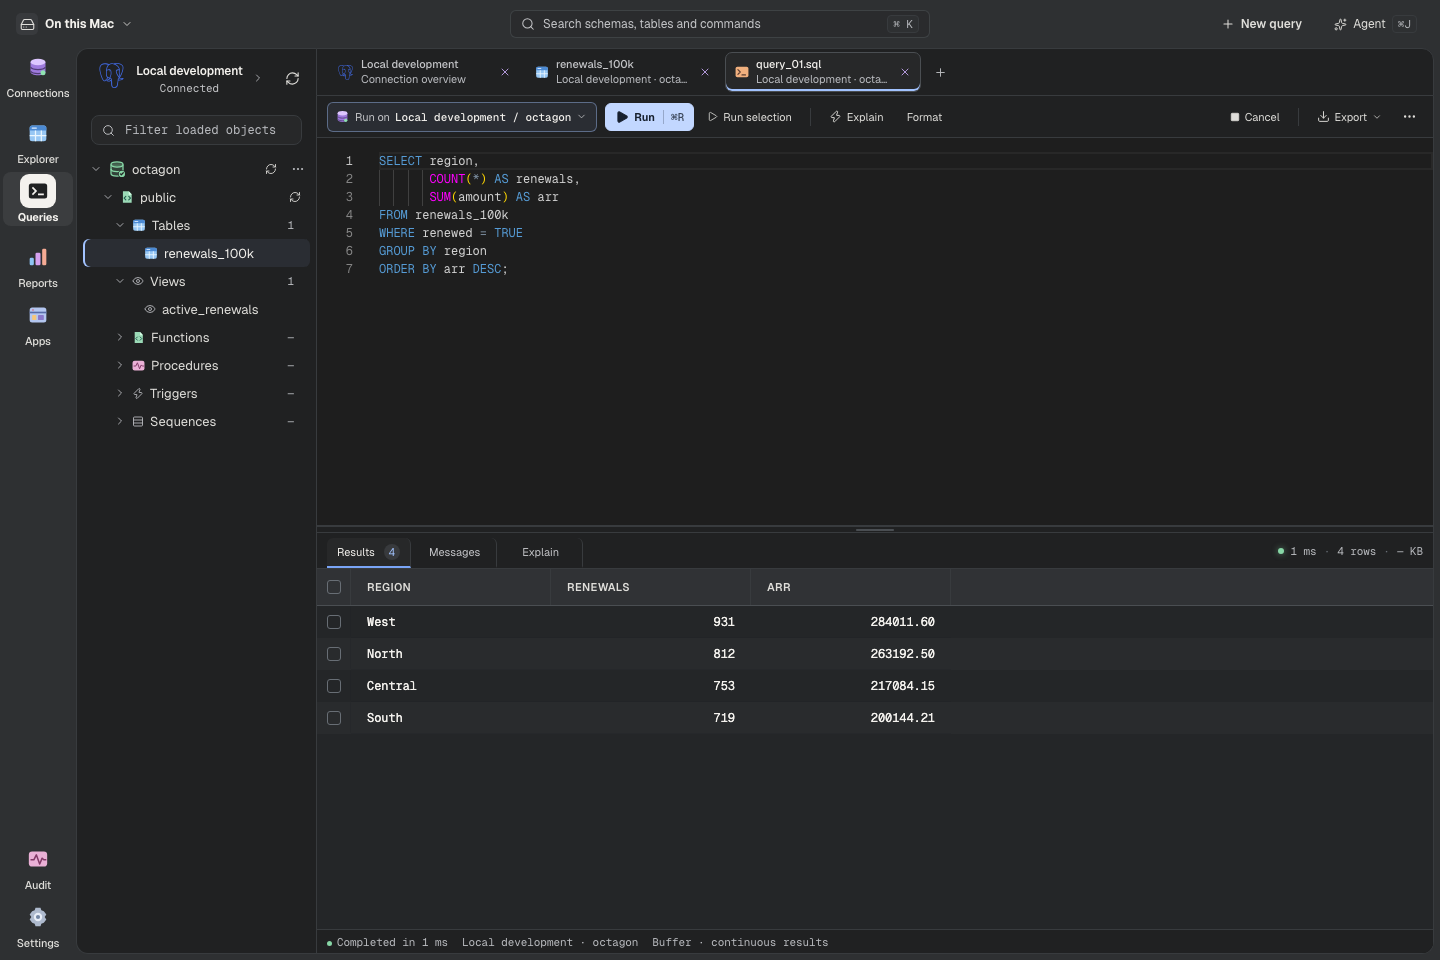 On this Mac
Search schemas, tables and commands
⌘ K
New query
Agent ⌘J
Connections
Explorer
Queries
Reports
Apps
Audit
Settings
Local development
Connected
Filter loaded objects
octagon
public
Tables 1
renewals_100k
Views 1
active_renewals
Functions –
Procedures –
Triggers –
Sequences –
Local development
Connection overview
renewals_100k
Local development · octa...
query_01.sql
Local development · octa...
Run on Local development / octagon
Run ⌘R
Run selection
Explain
Format
Cancel
Export
1 SELECT region,
2 COUNT(*) AS renewals,
3 SUM(amount) AS arr
4 FROM renewals_100k
5 WHERE renewed = TRUE
6 GROUP BY region
7 ORDER BY arr DESC;
Results 4
Messages
Explain
1 ms · 4 rows · – KB
REGION RENEWALS ARR
West 931 284011.60
North 812 263192.50
Central 753 217084.15
South 719 200144.21
Completed in 1 ms Local development · octagon Buffer · continuous results